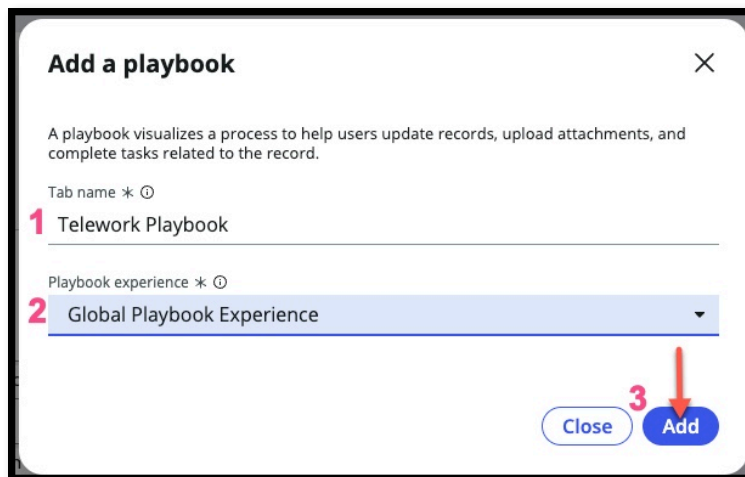 Add a playbook
A playbook visualizes a process to help users update records, upload attachments, and
complete tasks related to the record.
Tab name *
1 Telework Playbook
Playbook experience *
2 Global Playbook Experience
3
Close Add